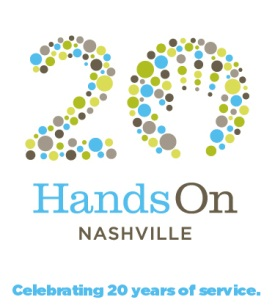 20
HandsOn
NASHVILLE
Celebrating 20 years of service.